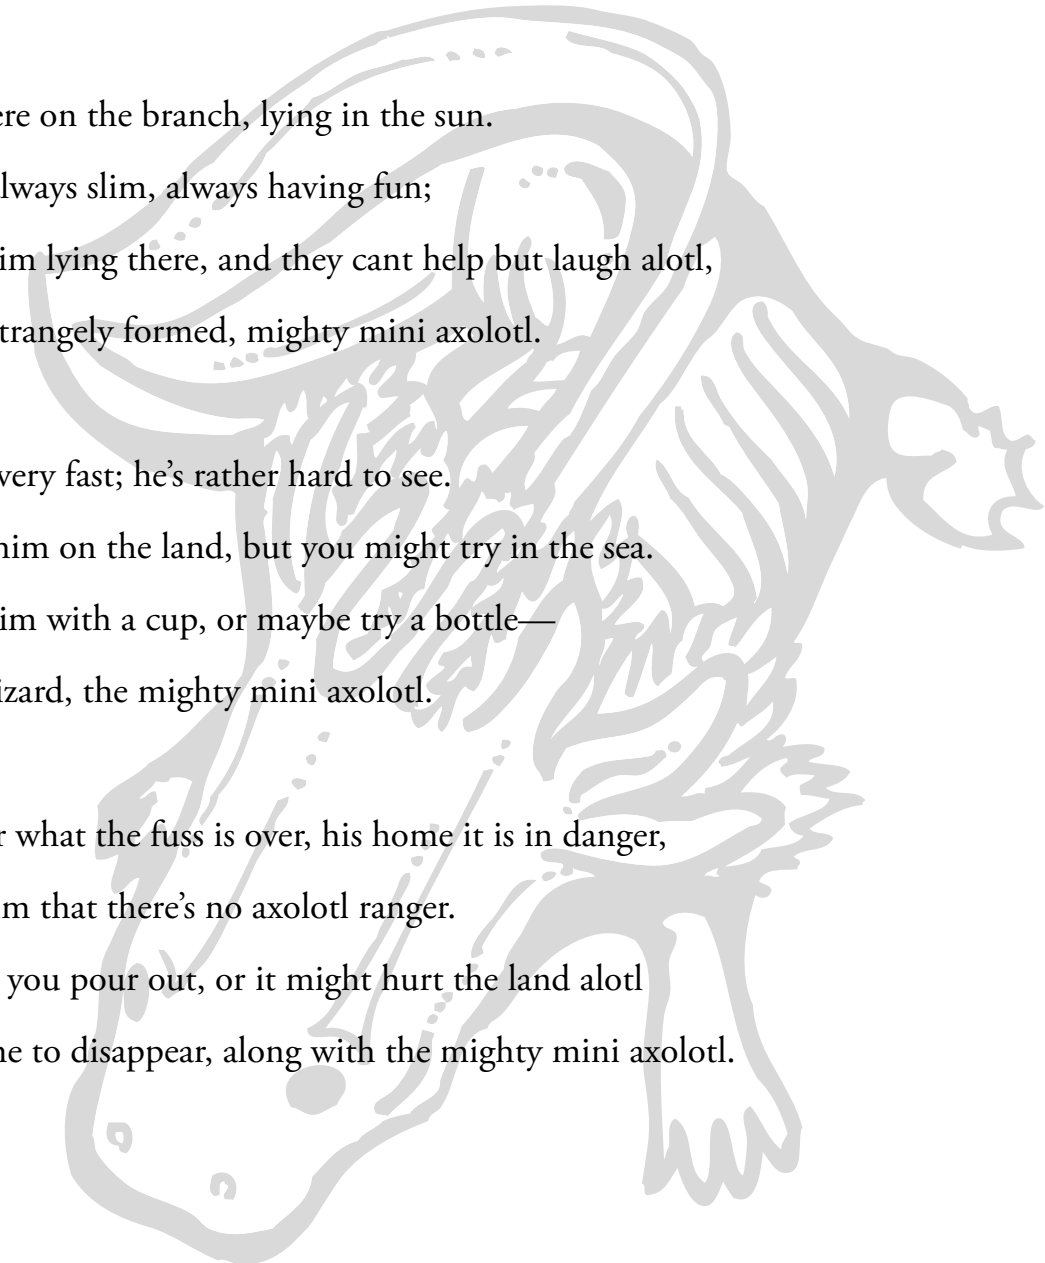 ere on the branch, lying in the sun.
lways slim, always having fun;
im lying there, and they cant help but laugh alotl,
trangely formed, mighty mini axolotl.
very fast; he’s rather hard to see.
him on the land, but you might try in the sea.
im with a cup, or maybe try a bottle—
izard, the mighty mini axolotl.
r what the fuss is over, his home it is in danger,
m that there’s no axolotl ranger.
you pour out, or it might hurt the land alotl
e to disappear, along with the mighty mini axolotl.